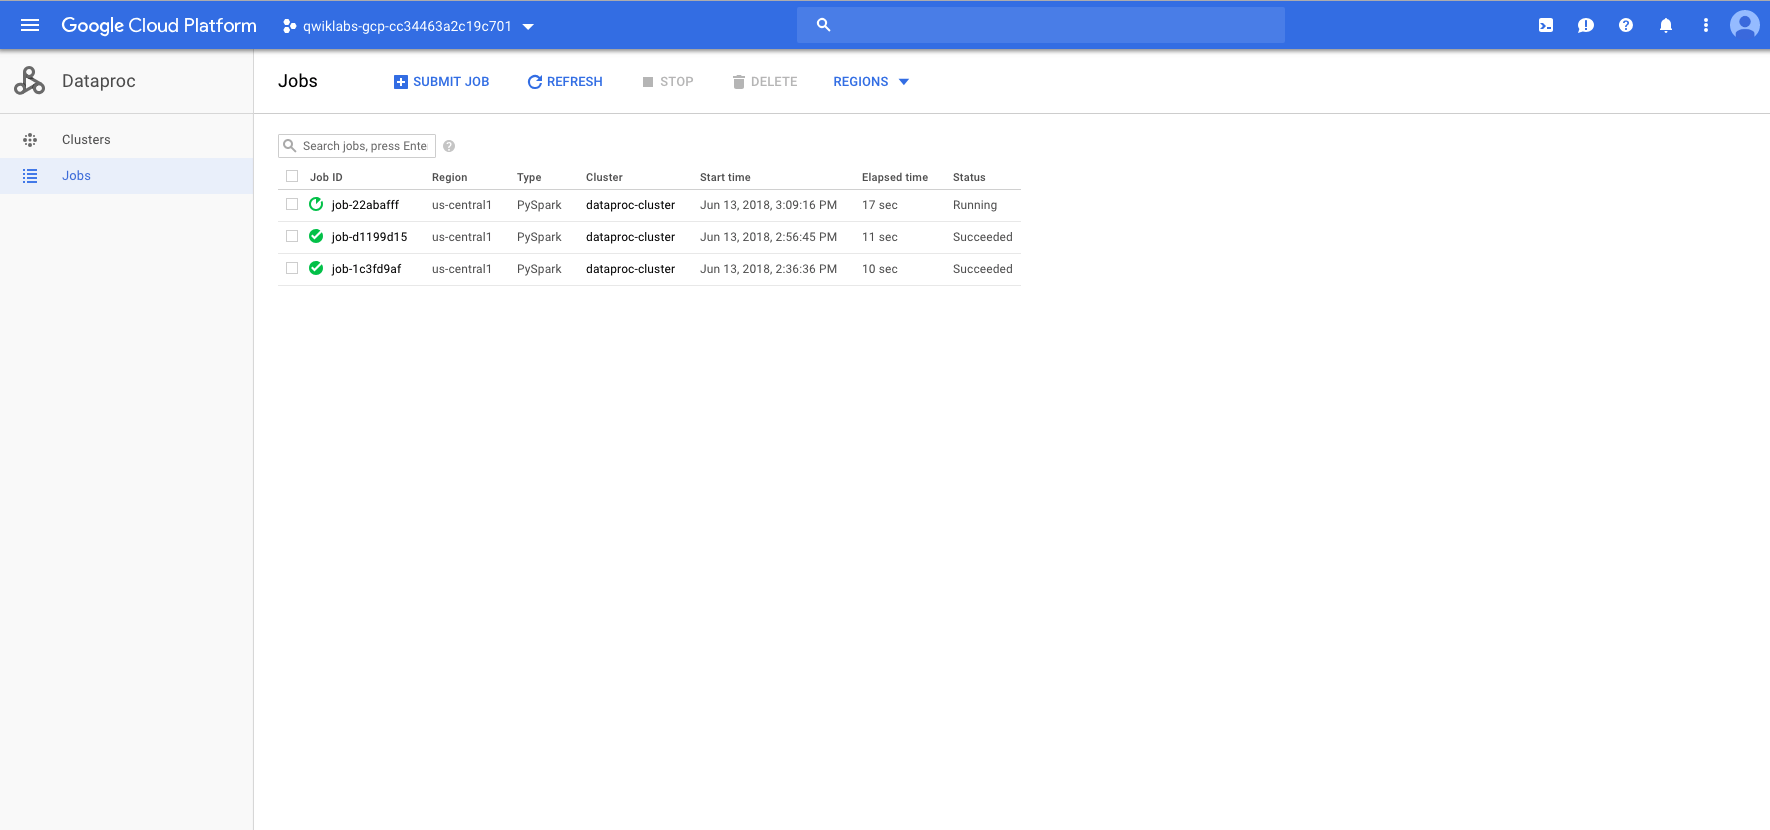 Google Cloud Platform qwiklabs-gcp-cc34463a2c19c701
Dataproc
Jobs SUBMIT JOB REFRESH STOP DELETE REGIONS
Clusters
Jobs
Search jobs, press Ente
Job ID Region Type Cluster Start time Elapsed time Status
job-22abafff us-central1 PySpark dataproc-cluster Jun 13, 2018, 3:09:16 PM 17 sec Running
job-d1199d15 us-central1 PySpark dataproc-cluster Jun 13, 2018, 2:56:45 PM 11 sec Succeeded
job-1c3fd9af us-central1 PySpark dataproc-cluster Jun 13, 2018, 2:36:36 PM 10 sec Succeeded